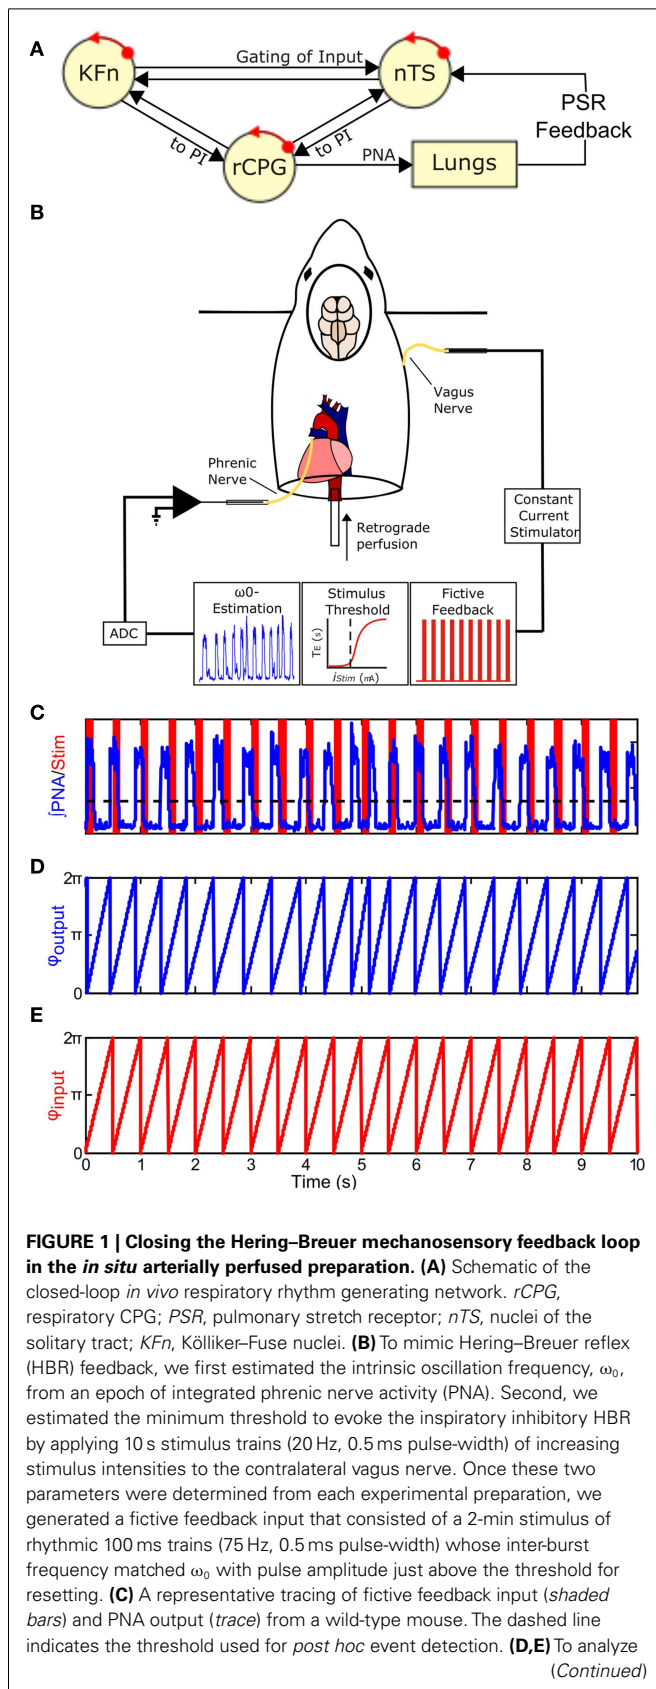 A
KFn
Gating of Input
nTS
PSR
Feedback
to PI
to PI
rCPG
PNA
Lungs
B
Vagus
Nerve
Phrenic
Nerve
Retrograde
perfusion
Constant
Current
Stimulator
ADC
ω0-
Estimation
Stimulus
Threshold
TE (s)
iStim (mA)
Fictive
Feedback
C
∫PNA/Stim
D
φoutput
2π
π
0
E
φinput
2π
π
0
0 1 2 3 4 5 6 7 8 9 10
Time (s)
FIGURE 1 | Closing the Hering–Breuer mechanosensory feedback loop
in the in situ arterially perfused preparation. (A) Schematic of the
closed-loop in vivo respiratory rhythm generating network. rCPG,
respiratory CPG; PSR, pulmonary stretch receptor; nTS, nuclei of the
solitary tract; KFn, Kölliker–Fuse nuclei. (B) To mimic Hering–Breuer reflex
(HBR) feedback, we first estimated the intrinsic oscillation frequency, ω0,
from an epoch of integrated phrenic nerve activity (PNA). Second, we
estimated the minimum threshold to evoke the inspiratory inhibitory HBR
by applying 10 s stimulus trains (20 Hz, 0.5 ms pulse-width) of increasing
stimulus intensities to the contralateral vagus nerve. Once these two
parameters were determined from each experimental preparation, we
generated a fictive feedback input that consisted of a 2-min stimulus of
rhythmic 100 ms trains (75 Hz, 0.5 ms pulse-width) whose inter-burst
frequency matched ω0 with pulse amplitude just above the threshold for
resetting. (C) A representative tracing of fictive feedback input (shaded
bars) and PNA output (trace) from a wild-type mouse. The dashed line
indicates the threshold used for post hoc event detection. (D,E) To analyze
(Continued)